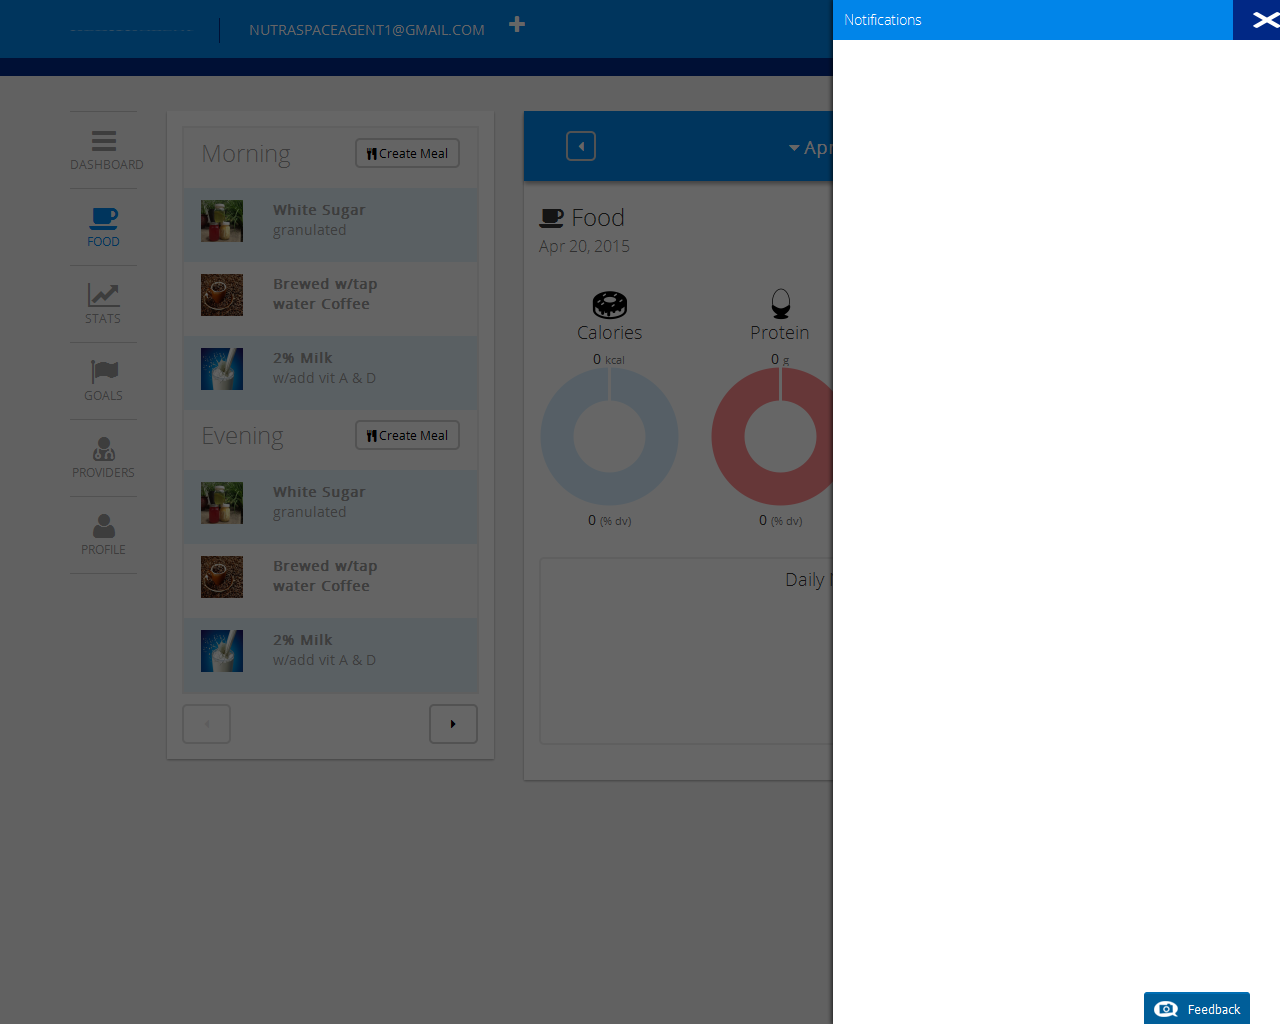 NUTRASPACEAGENT1@GMAIL.COM
Notifications
DASHBOARD
FOOD
STATS
GOALS
PROVIDERS
PROFILE
Morning
Create Meal
White Sugar
granulated
Brewed w/tap
water Coffee
2% Milk
w/add vit A & D
Evening
Create Meal
White Sugar
granulated
Brewed w/tap
water Coffee
2% Milk
w/add vit A & D
Apr
Food
Apr 20, 2015
Calories
0 kcal
0 (% dv)
Protein
0 g
0 (% dv)
Daily
Feedback